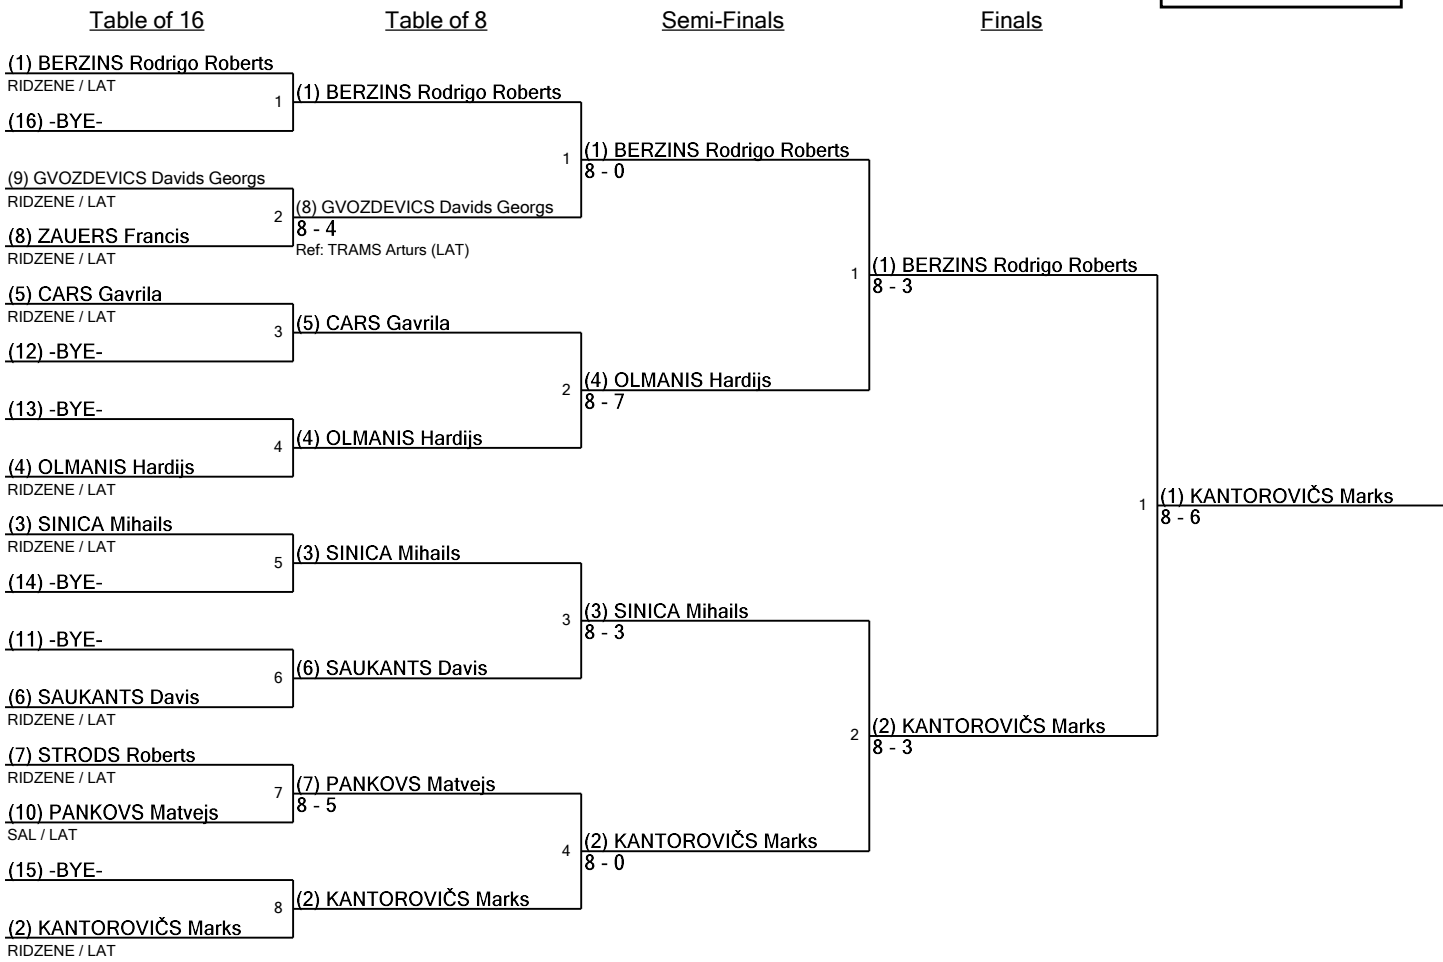 Table of 16
Table of 8
Semi-Finals
Finals
(1) BERZINS Rodrigo Roberts
RIDZENE / LAT
1
(16) -BYE-
(9) GVOZDEVICS Davids Georgs
RIDZENE / LAT
2
(8) ZAUERS Francis
RIDZENE / LAT
(5) CARS Gavrila
RIDZENE / LAT
3
(12) -BYE-
(13) -BYE-
4
(4) OLMANIS Hardijs
RIDZENE / LAT
(3) SINICA Mihails
RIDZENE / LAT
5
(14) -BYE-
(11) -BYE-
6
(6) SAUKANTS Davis
RIDZENE / LAT
(7) STRODS Roberts
RIDZENE / LAT
7
(10) PANKOVS Matvejs
SAL / LAT
(15) -BYE-
8
(2) KANTOROVIČS Marks
RIDZENE / LAT
(1) BERZINS Rodrigo Roberts
1
(8) GVOZDEVICS Davids Georgs
8 - 4
Ref: TRAMS Arturs (LAT)
(5) CARS Gavrila
2
(4) OLMANIS Hardijs
(3) SINICA Mihails
3
(6) SAUKANTS Davis
(7) PANKOVS Matvejs
8 - 5
4
(2) KANTOROVIČS Marks
(1) BERZINS Rodrigo Roberts
8 - 0
1
(4) OLMANIS Hardijs
8 - 7
(3) SINICA Mihails
8 - 3
2
(2) KANTOROVIČS Marks
8 - 0
(1) BERZINS Rodrigo Roberts
8 - 3
1
(2) KANTOROVIČS Marks
8 - 3
(1) KANTOROVIČS Marks
8 - 6